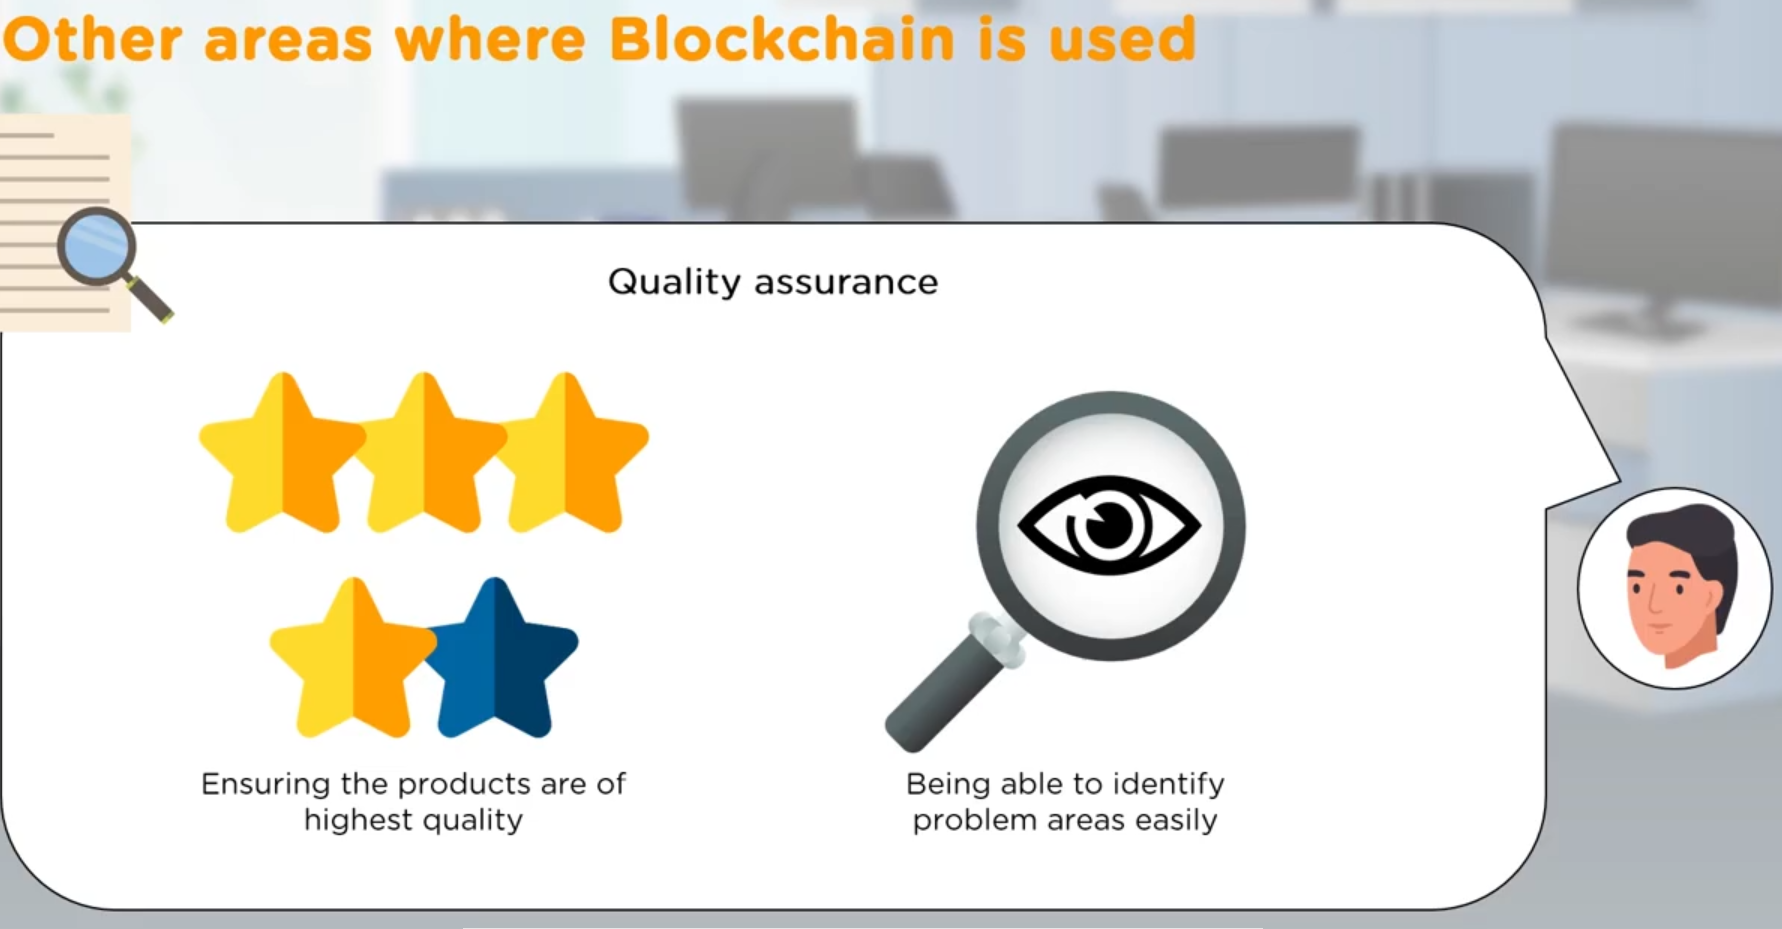 Other areas where Blockchain is used
Quality assurance
Ensuring the products are of
highest quality
Being able to identify
problem areas easily